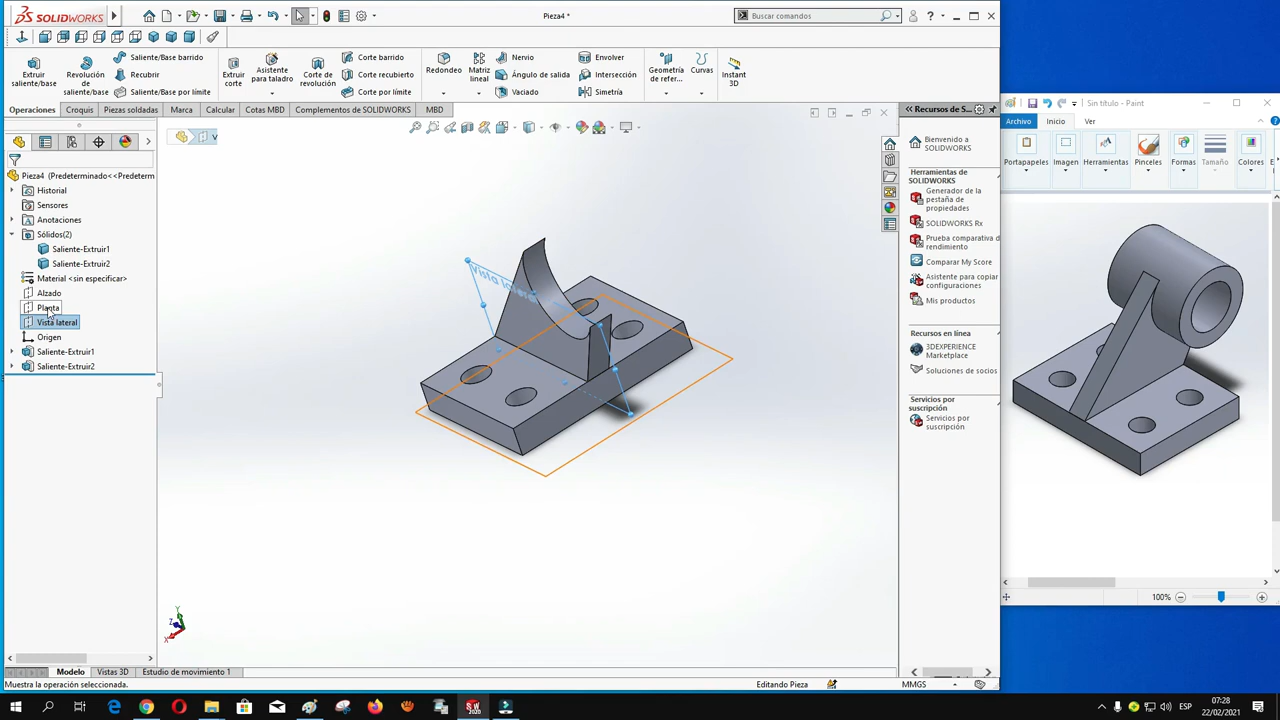 SOLIDWORKS
Pieza4 *
Buscar comandos
Extruir saliente/base
Revolución de saliente/base
Saliente/Base barrido
Recubrir
Saliente/Base por límite
Extruir corte
Asistente para taladro
Corte de revolución
Corte barrido
Corte recubierto
Corte por límite
Redondeo
Matriz lineal
Nervio
Ángulo de salida
Vaciado
Envolver
Intersección
Simetría
Geometría de refer...
Curvas
Instant 3D
Operaciones
Croquis
Piezas soldadas
Marca
Calcular
Cotas MBD
Complementos de SOLIDWORKS
MBD
Pieza4 (Predeterminado<<Predeterm
Historial
Sensores
Anotaciones
Sólidos(2)
Saliente-Extruir1
Saliente-Extruir2
Material <sin especificar>
Alzado
Planta
Vista lateral
Origen
Saliente-Extruir1
Saliente-Extruir2
V
Vista lateral
Y
Z
X
Recursos de S...
Bienvenido a SOLIDWORKS
Herramientas de SOLIDWORKS
Generador de la pestaña de propiedades
SOLIDWORKS Rx
Prueba comparativa de rendimiento
Comparar My Score
Asistente para copiar configuraciones
Mis productos
Recursos en línea
3DEXPERIENCE Marketplace
Comunidad de socios
Servicios por suscripción
Servicios por suscripción
Sin título - Paint
Archivo
Inicio
Ver
Portapapeles
Imagen
Herramientas
Pinceles
Formas
Tamaño
Colores
100%
Modelo
Vistas 3D
Estudio de movimiento 1
Muestra la operación seleccionada.
Editando Pieza
MMGS
ESP
07:28
22/02/2021